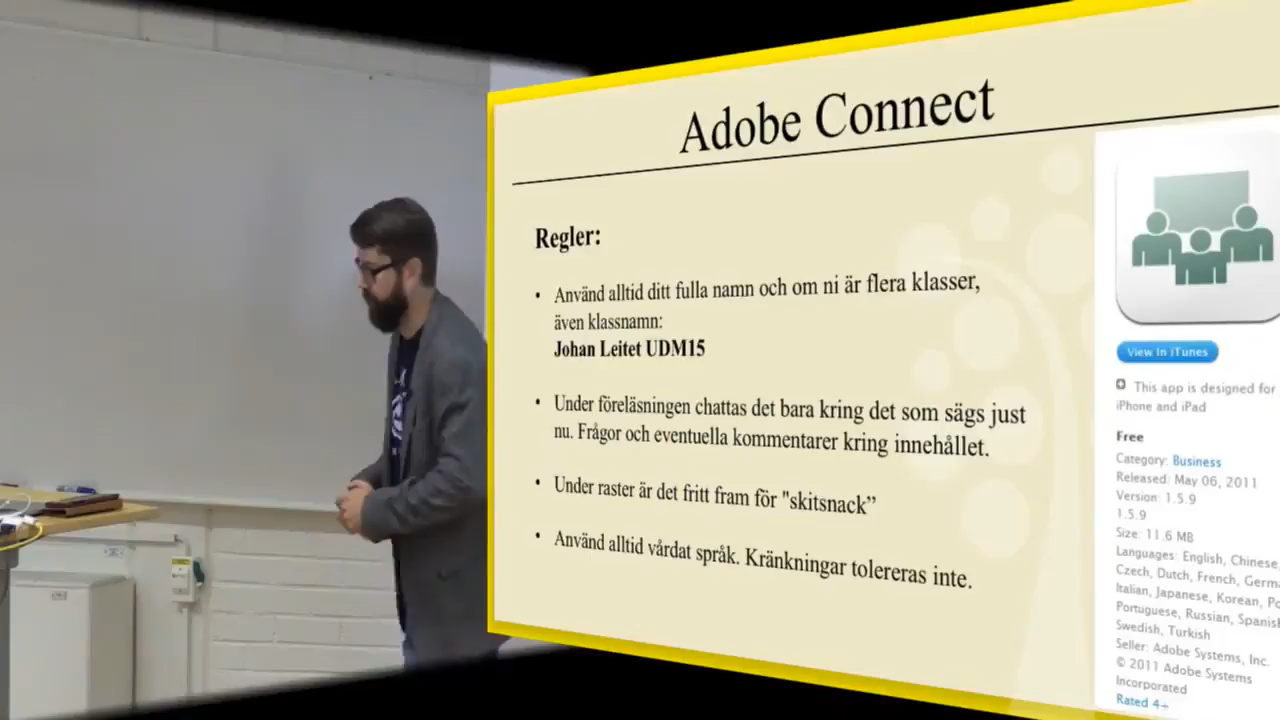 Adobe Connect
Regler:
• Använd alltid ditt fulla namn och om ni är flera klasser,
även klassnamn:
Johan Leitet UDM15
• Under föreläsningen chattas det bara kring det som sägs just
nu. Frågor och eventuella kommentarer kring innehållet.
• Under raster är det fritt fram för "skitsnack”
• Använd alltid vårdat språk. Kränkningar tolereras inte.
View In iTunes
This app is designed for
iPhone and iPad
Free
Category: Business
Released: May 06, 2011
Version: 1.5.9
1.5.9
Size: 11.6 MB
Languages: English, Chinese,
Czech, Dutch, French, Germa
Italian, Japanese, Korean, Po
Portuguese, Russian, Spanish
Swedish, Turkish
Seller: Adobe Systems, Inc.
© 2011 Adobe Systems
Incorporated
Rated 4+